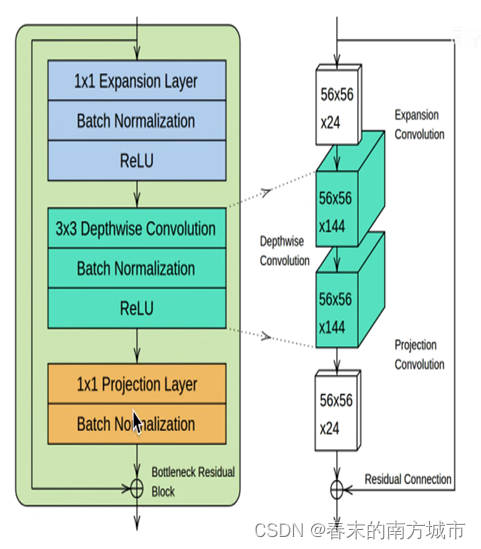 1x1 Expansion Layer
Batch Normalization
ReLU
3x3 Depthwise Convolution
Batch Normalization
ReLU
1x1 Projection Layer
Batch Normalization
Bottleneck Residual
Block
56x56
x24
Expansion
Convolution
56x56
x144
Depthwise
Convolution
56x56
x144
Projection
Convolution
56x56
x24
Residual Connection
CSDN @春末的南方城市